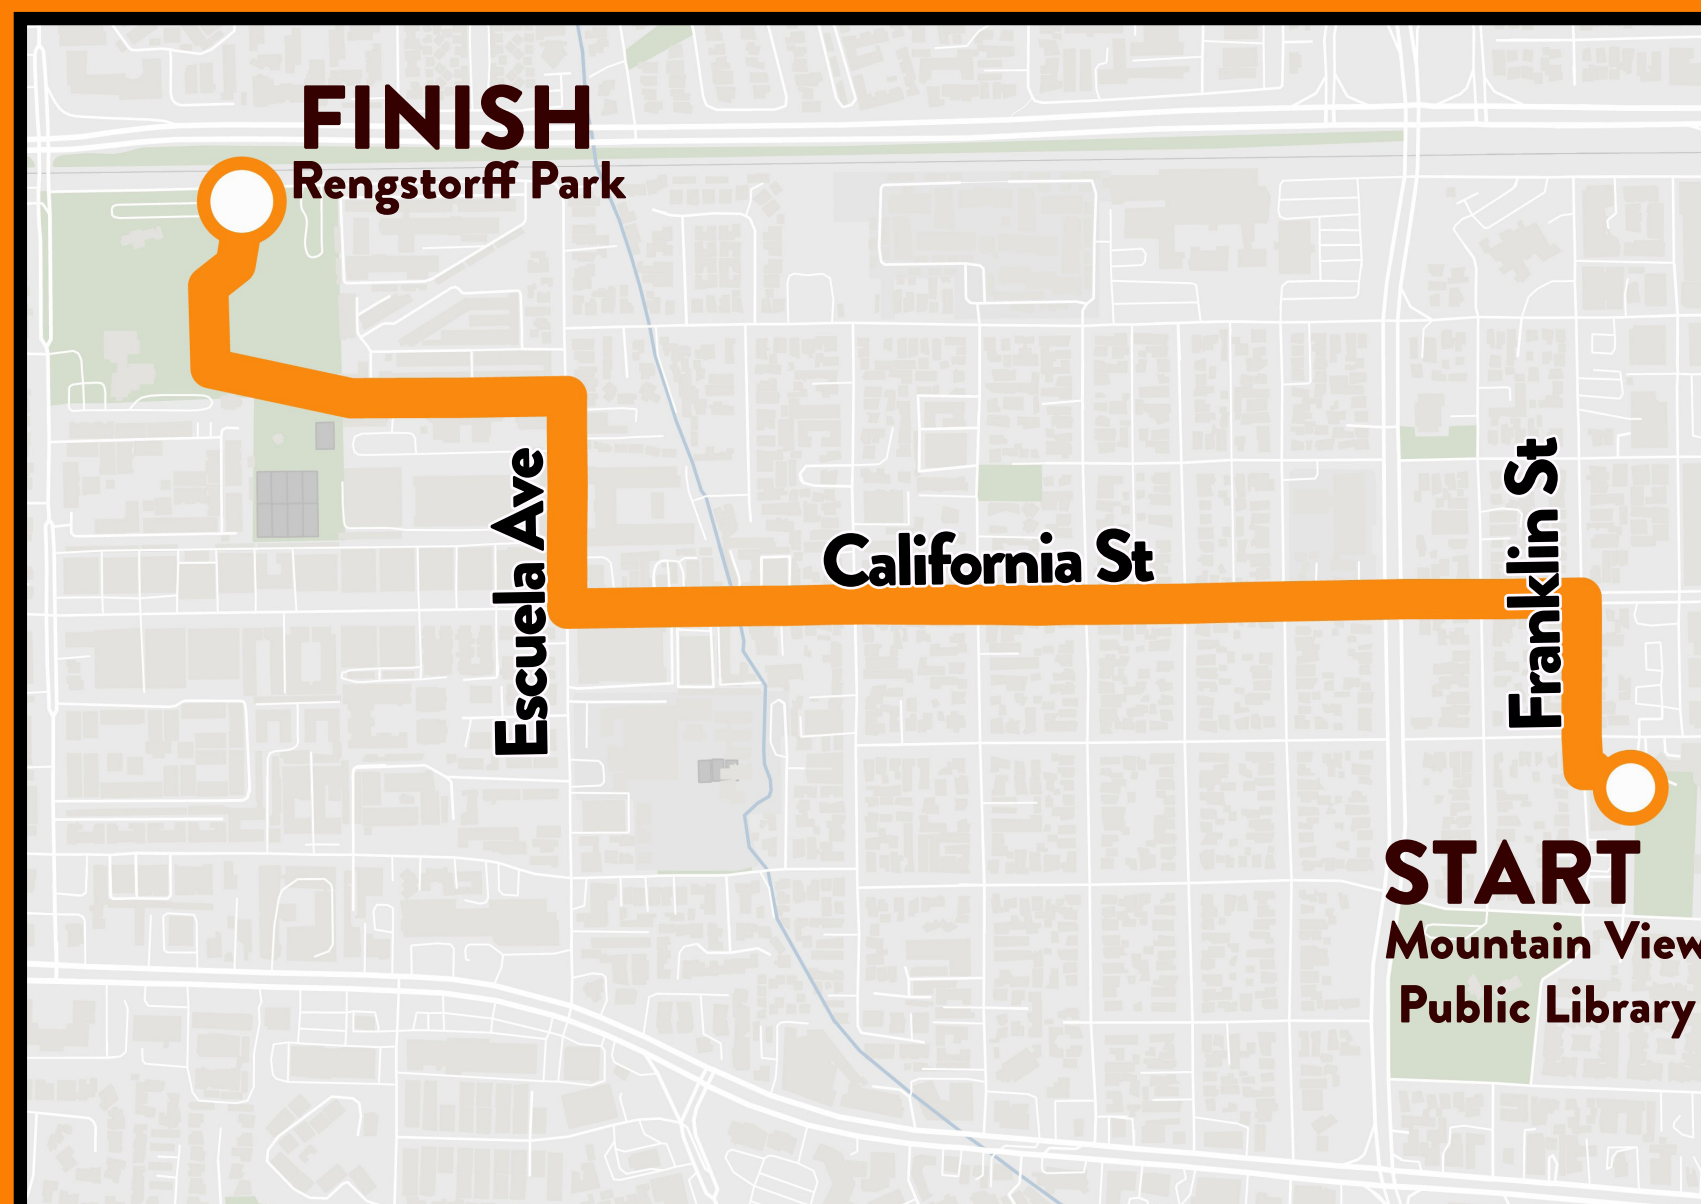 FINISH
Rengstorff Park
Escuela Ave
California St
Franklin St
START
Mountain View
Public Library